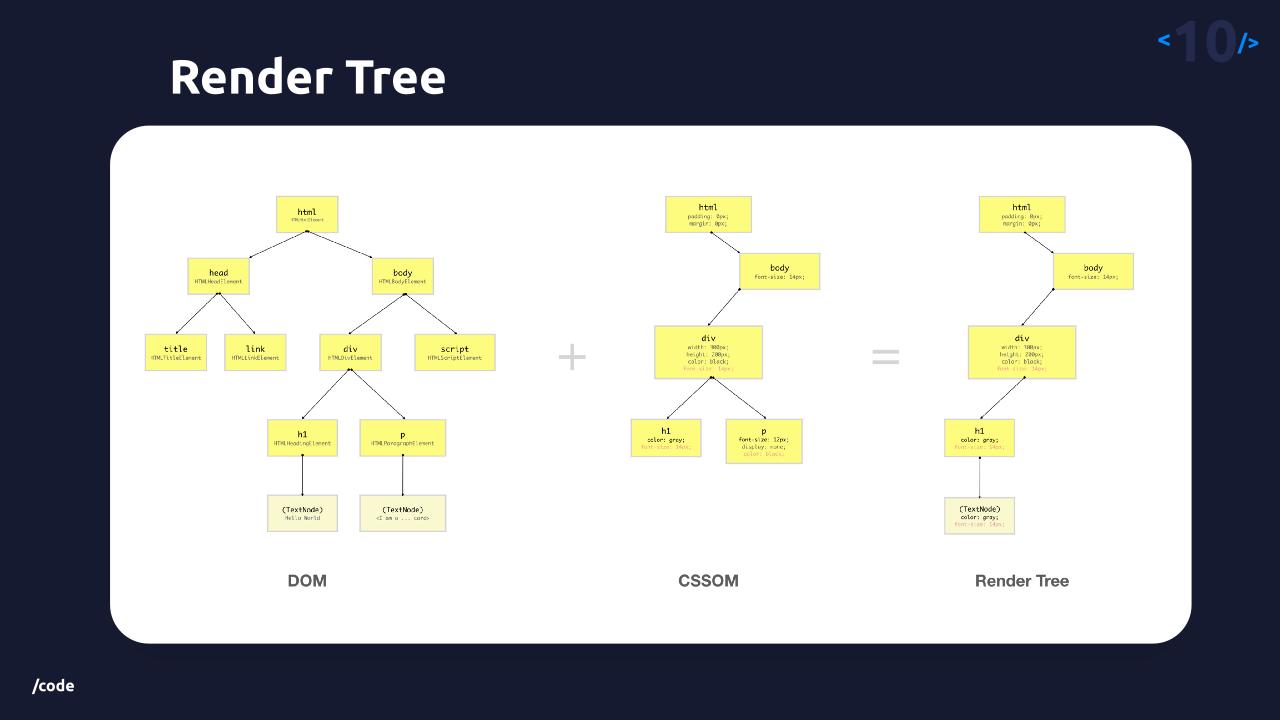 <10/>
Render Tree
html
HTMLHtmlElement
head
HTMLHeadElement
body
HTMLBodyElement
title
HTMLTitleElement
link
HTMLLinkElement
div
HTMLDivElement
script
HTMLScriptElement
h1
HTMLHeadingElement
p
HTMLParagraphElement
(TextNode)
Hello World
(TextNode)
<I am a ... card>
DOM
+
html
padding: 0px;
margin: 0px;
body
font-size: 14px;
div
width: 300px;
height: 200px;
color: black;
font-size: 14px;
h1
color: gray;
font-size: 14px;
p
font-size: 12px;
display: none;
color: black;
CSSOM
=
html
padding: 0px;
margin: 0px;
body
font-size: 14px;
div
width: 300px;
height: 200px;
color: black;
font-size: 14px;
h1
color: gray;
font-size: 14px;
(TextNode)
color: gray;
font-size: 14px;
Render Tree
/code